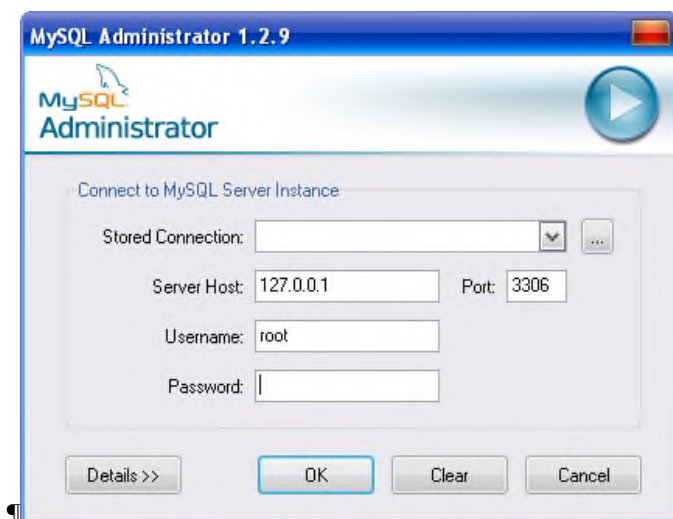 MySQL Administrator 1.2.9
MySQL
Administrator
Connect to MySQL Server Instance
Stored Connection:
...
Server Host: 127.0.0.1 Port: 3306
Username: root
Password:
Details >> OK Clear Cancel
¶